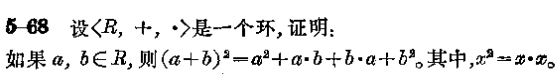 5-68 设⟨R, +, ·⟩是一个环,证明:
如果 a, b∈R, 则 (a+b)²=a²+a·b+b·a+b²。其中, x²=x·x。